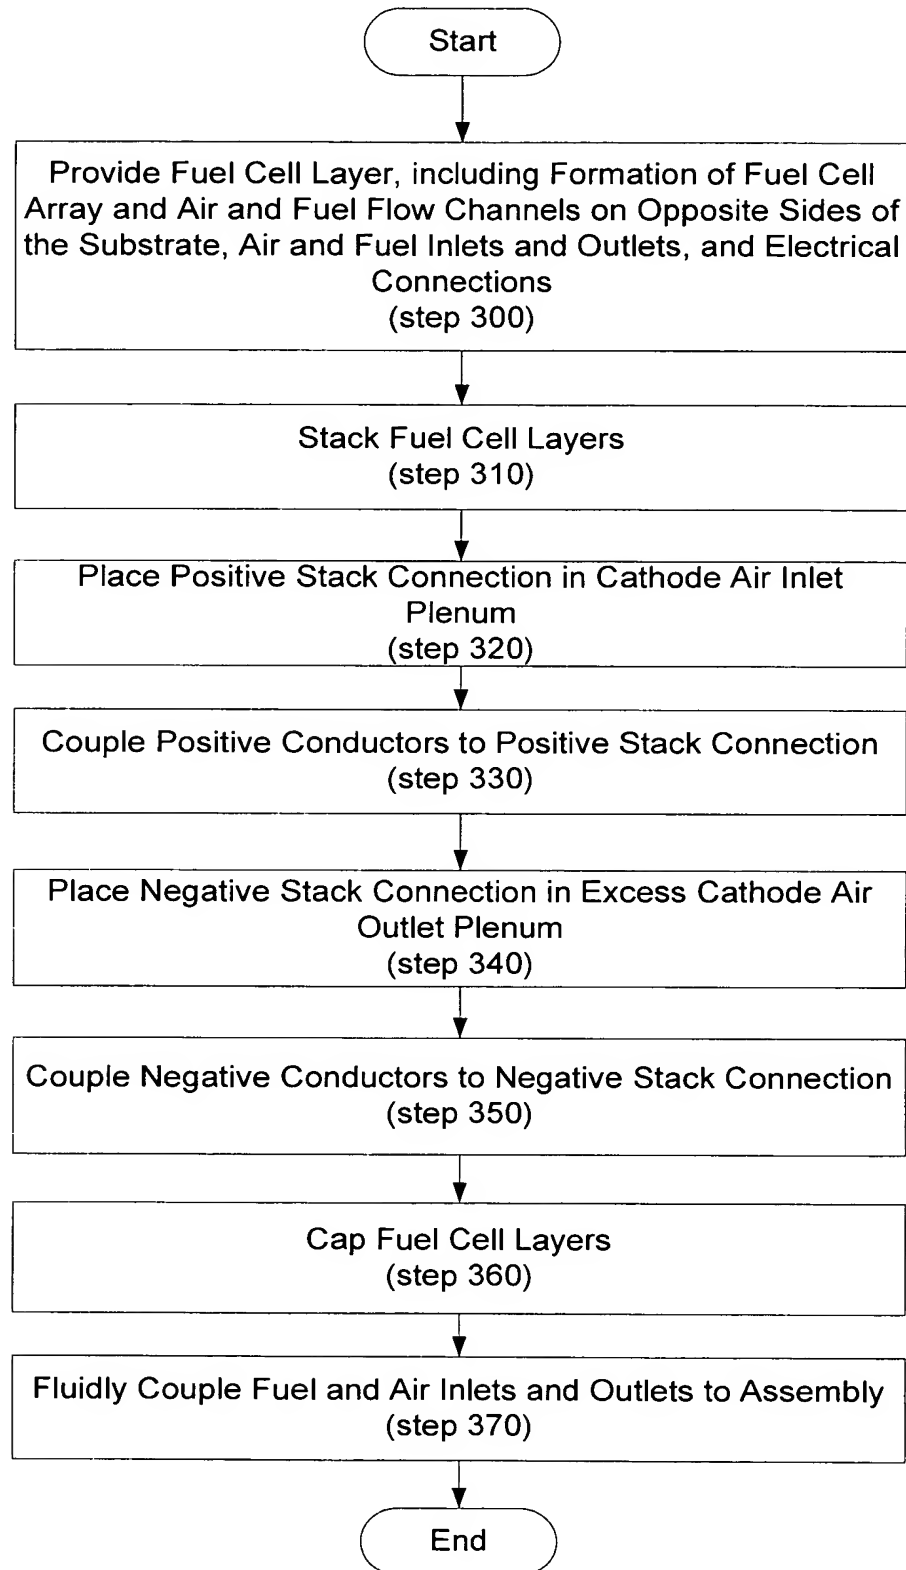 Start
Provide Fuel Cell Layer, including Formation of Fuel Cell
Array and Air and Fuel Flow Channels on Opposite Sides of
the Substrate, Air and Fuel Inlets and Outlets, and Electrical
Connections
(step 300)
Stack Fuel Cell Layers
(step 310)
Place Positive Stack Connection in Cathode Air Inlet
Plenum
(step 320)
Couple Positive Conductors to Positive Stack Connection
(step 330)
Place Negative Stack Connection in Excess Cathode Air
Outlet Plenum
(step 340)
Couple Negative Conductors to Negative Stack Connection
(step 350)
Cap Fuel Cell Layers
(step 360)
Fluidly Couple Fuel and Air Inlets and Outlets to Assembly
(step 370)
End